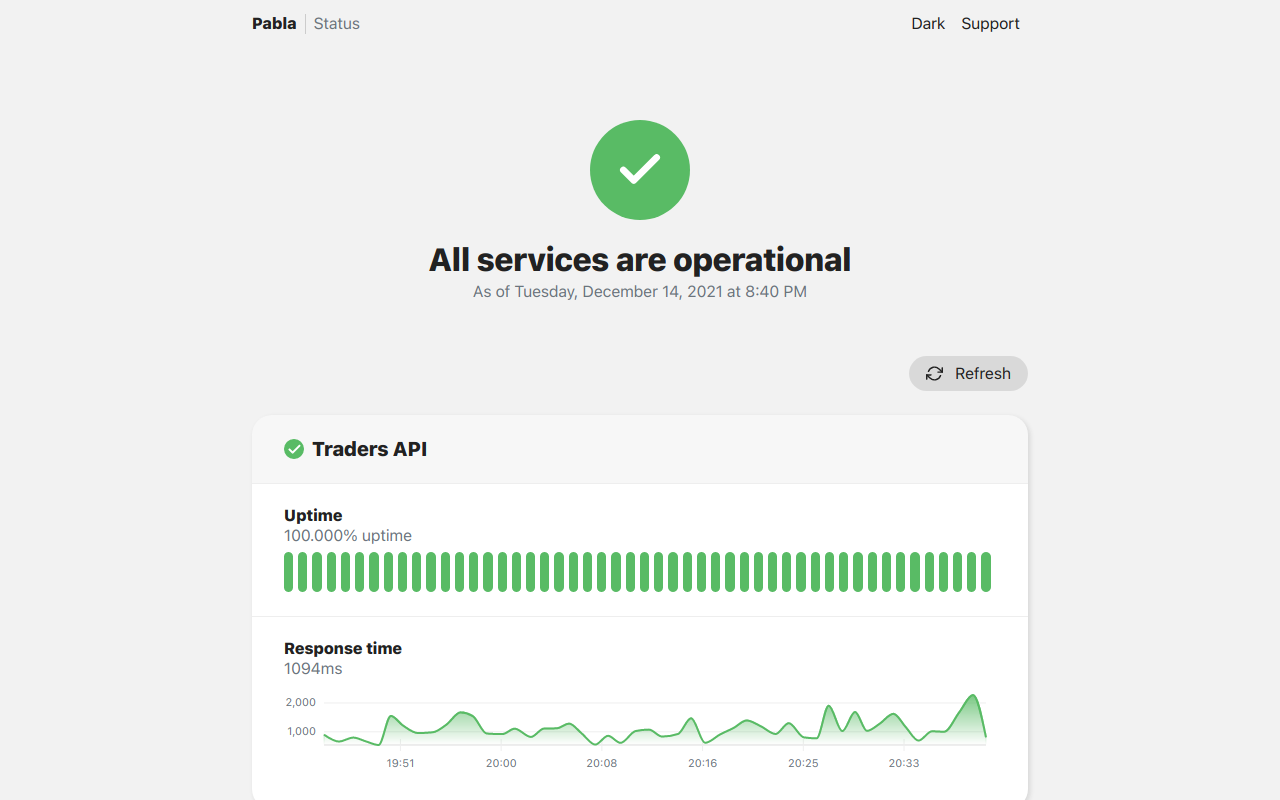 Pabla Status
Dark Support
All services are operational
As of Tuesday, December 14, 2021 at 8:40 PM
Refresh
Traders API
Uptime
100.000% uptime
Response time
1094ms
2,000
1,000
19:51 20:00 20:08 20:16 20:25 20:33